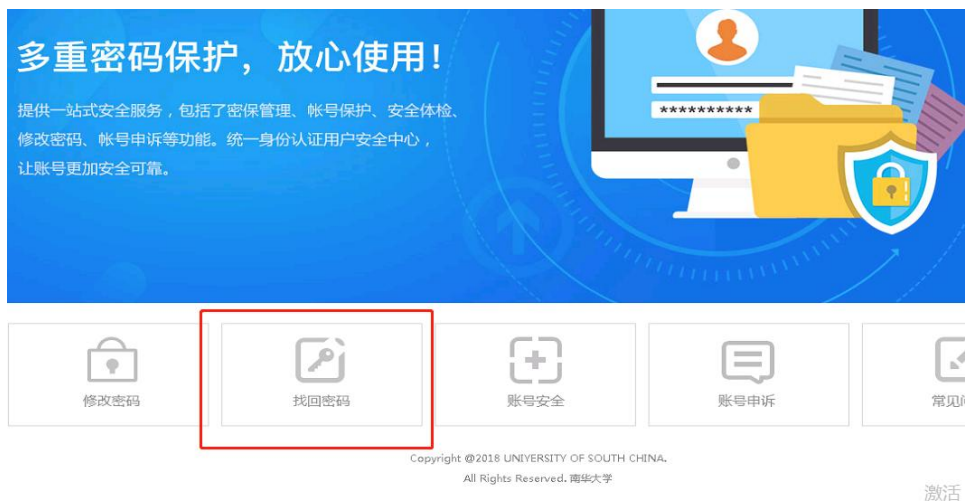 多重密码保护，放心使用！
提供一站式安全服务，包括了密保管理、帐号保护、安全体检、
修改密码、帐号申诉等功能。统一身份认证用户安全中心，
让账号更加安全可靠。
**********
修改密码
找回密码
账号安全
账号申诉
常见
Copyright @2018 UNIVERSITY OF SOUTH CHINA.
All Rights Reserved. 南华大学
激活